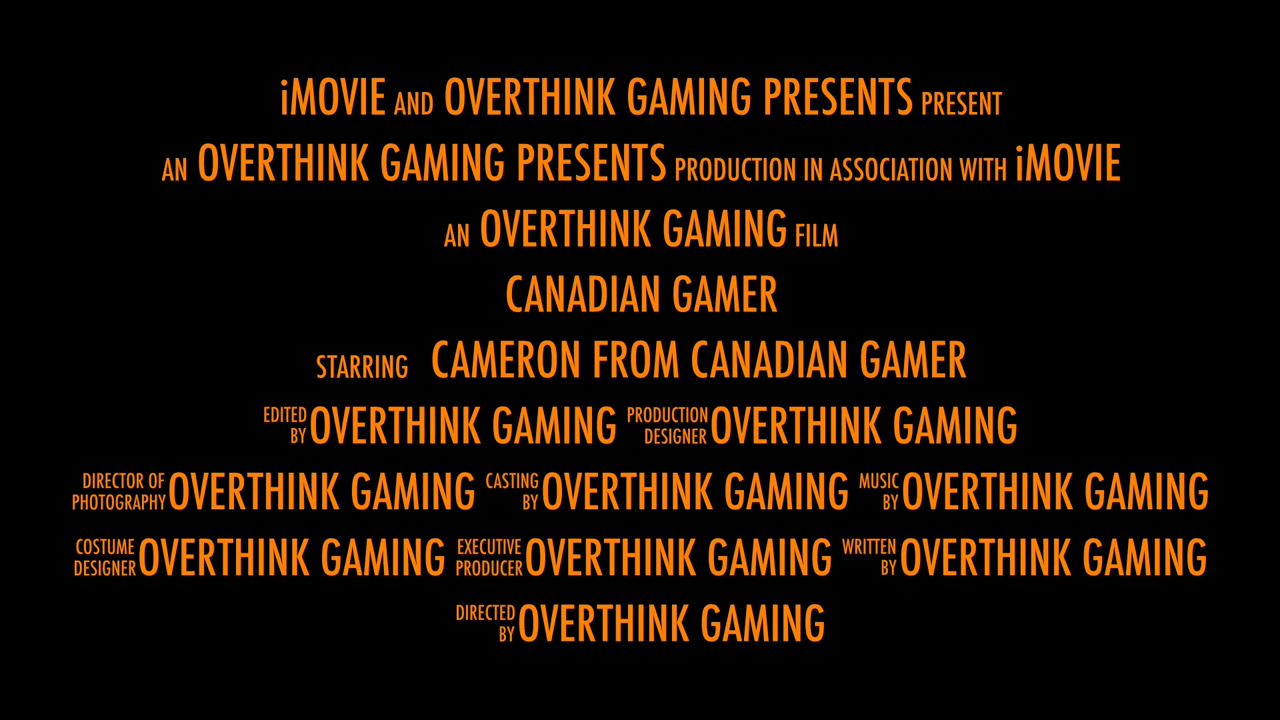 iMOVIE AND OVERTHINK GAMING PRESENTS PRESENT
AN OVERTHINK GAMING PRESENTS PRODUCTION IN ASSOCIATION WITH iMOVIE
AN OVERTHINK GAMING FILM
CANADIAN GAMER
STARRING CAMERON FROM CANADIAN GAMER
EDITED BY OVERTHINK GAMING PRODUCTION DESIGNER OVERTHINK GAMING
DIRECTOR OF PHOTOGRAPHY OVERTHINK GAMING CASTING BY OVERTHINK GAMING MUSIC BY OVERTHINK GAMING
COSTUME DESIGNER OVERTHINK GAMING EXECUTIVE PRODUCER OVERTHINK GAMING WRITTEN BY OVERTHINK GAMING
DIRECTED BY OVERTHINK GAMING